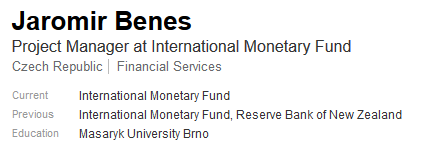 Jaromir Benes
Project Manager at International Monetary Fund
Czech Republic | Financial Services
Current International Monetary Fund
Previous International Monetary Fund, Reserve Bank of New Zealand
Education Masaryk University Brno